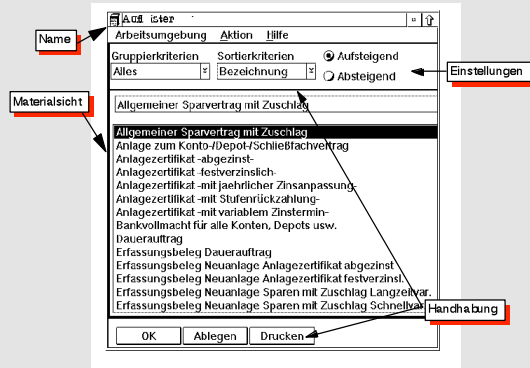 Auf ister
Name
Arbeitsumgebung Aktion Hilfe
Gruppierkriterien Sortierkriterien Aufsteigend
Alles Bezeichnung Absteigend
Einstellungen
Materialsicht
Allgemeiner Sparvertrag mit Zuschlag
Allgemeiner Sparvertrag mit Zuschlag
Anlage zum Konto-/Depot-/Schließfachvertrag
Anlagezertifikat -abgezinst-
Anlagezertifikat -festverzinslich-
Anlagezertifikat -mit jaehrlicher Zinsanpassung-
Anlagezertifikat -mit Stufenrückzahlung-
Anlagezertifikat -mit variablem Zinstermin-
Bankvollmacht für alle Konten, Depots usw.
Dauerauftrag
Erfassungsbeleg Dauerauftrag
Erfassungsbeleg Neuanlage Anlagezertifikat abgezinst
Erfassungsbeleg Neuanlage Anlagezertifikat festverzinsl.
Erfassungsbeleg Neuanlage Sparen mit Zuschlag Langzeitvar.
Erfassungsbeleg Neuanlage Sparen mit Zuschlag Schnellvar.
Handhabung
OK Ablegen Drucken